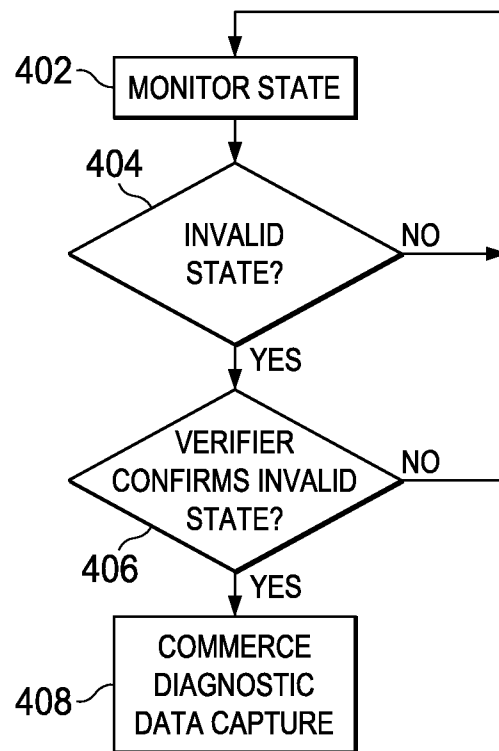 402
MONITOR STATE
404
INVALID
STATE?
NO
YES
VERIFIER
CONFIRMS INVALID
STATE?
NO
406
YES
408
COMMERCE
DIAGNOSTIC
DATA CAPTURE